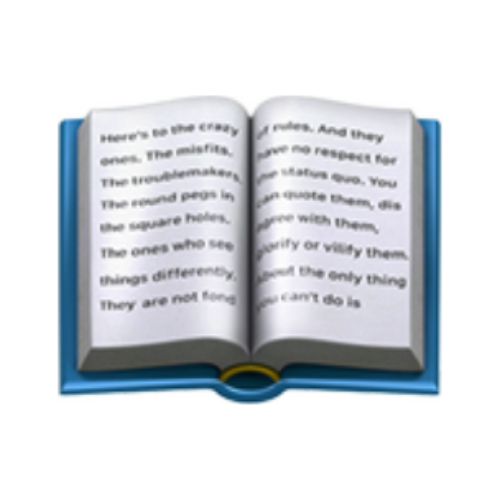 Here's to the crazy
ones. The misfits.
The troublemakers.
The round pegs in
the square holes.
The ones who see
things differently.
They are not fond
of rules. And they
have no respect for
the status quo. You
can quote them, dis
agree with them,
glorify or vilify them.
About the only thing
you can't do is